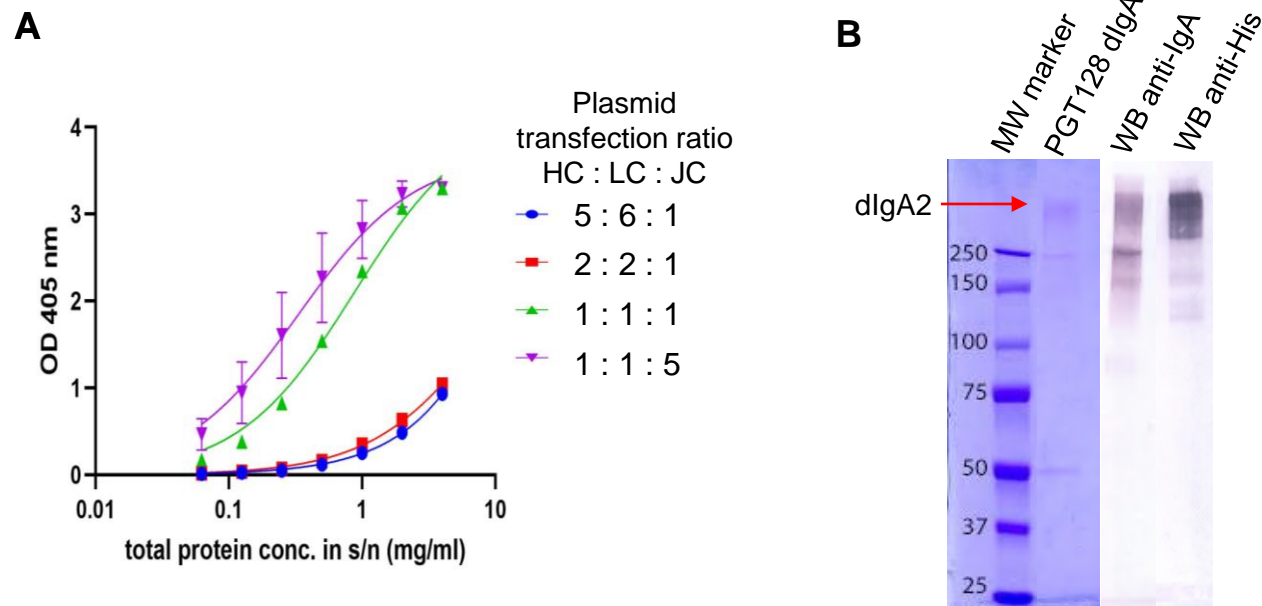 A
Plasmid
transfection ratio
HC : LC : JC
5 : 6 : 1
2 : 2 : 1
1 : 1 : 1
1 : 1 : 5
4
3
2
1
0
OD 405 nm
0.01
0.1
1
10
total protein conc. in s/n (mg/ml)
B
MW marker
PGT128 dIgA
WB anti-IgA
WB anti-His
dIgA2
250
150
100
75
50
37
25